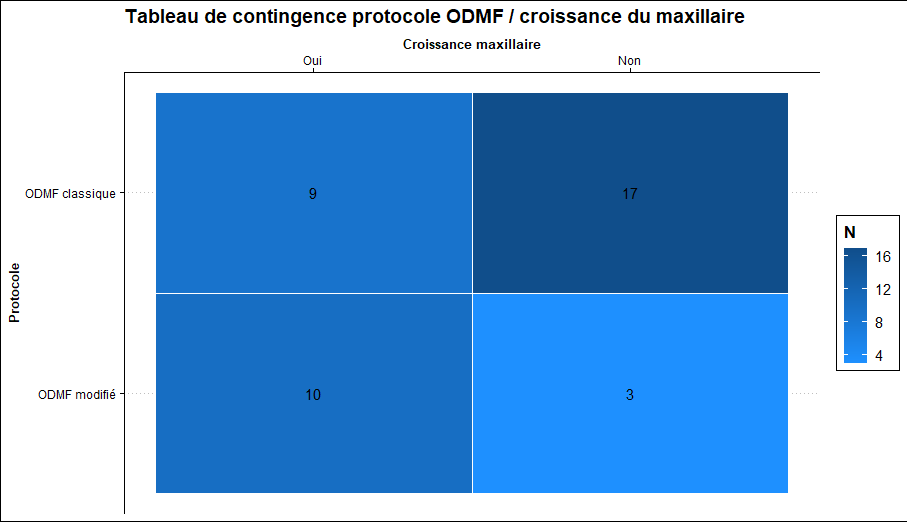 Tableau de contingence protocole ODMF / croissance du maxillaire
Croissance maxillaire
Oui Non
ODMF classique 9 17
Protocole
ODMF modifié 10 3
N
16
12
8
4